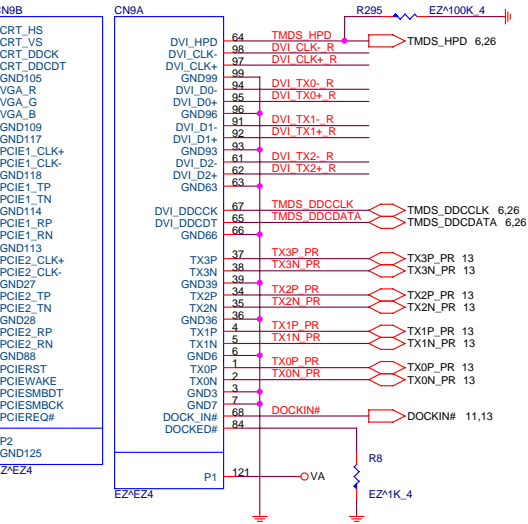 CN9B
CRT_HS
CRT_VS
CRT_DDCK
CRT_DDCDT
GND105
VGA_R
VGA_G
VGA_B
GND109
GND117
PCIE1_CLK+
PCIE1_CLK-
GND118
PCIE1_TP
PCIE1_TN
GND114
PCIE1_RP
PCIE1_RN
GND113
PCIE2_CLK+
PCIE2_CLK-
GND27
PCIE2_TP
PCIE2_TN
GND28
PCIE2_RP
PCIE2_RN
GND88
PCIERST
PCIEWAKE
PCIESMBDT
PCIESMBCK
PCIEREQ#
P2
GND125
EZ^EZ4
CN9A
R295 EZ^100K_4
DVI_HPD 64 TMDS_HPD TMDS_HPD 6,26
DVI_CLK- 98 DVI_CLK-_R
DVI_CLK+ 97 DVI_CLK+_R
GND99 99
DVI_D0- 94 DVI_TX0-_R
DVI_D0+ 95 DVI_TX0+_R
GND96 96
DVI_D1- 91 DVI_TX1-_R
DVI_D1+ 92 DVI_TX1+_R
GND93 93
DVI_D2- 61 DVI_TX2-_R
DVI_D2+ 62 DVI_TX2+_R
GND63 63
DVI_DDCCK 67 TMDS_DDCCLK TMDS_DDCCLK 6,26
DVI_DDCDT 65 TMDS_DDCDATA TMDS_DDCDATA 6,26
GND66 66
TX3P 37 TX3P_PR TX3P_PR 13
TX3N 38 TX3N_PR TX3N_PR 13
GND39 39
TX2P 34 TX2P_PR TX2P_PR 13
TX2N 35 TX2N_PR TX2N_PR 13
GND36 36
TX1P 4 TX1P_PR TX1P_PR 13
TX1N 5 TX1N_PR TX1N_PR 13
GND6 6
TX0P 1 TX0P_PR TX0P_PR 13
TX0N 2 TX0N_PR TX0N_PR 13
GND3 3
GND7 7
DOCK_IN# 68 DOCKIN# DOCKIN# 11,13
DOCKED# 84
R8
P1 121 VA
EZ^EZ4
EZ^1K_4